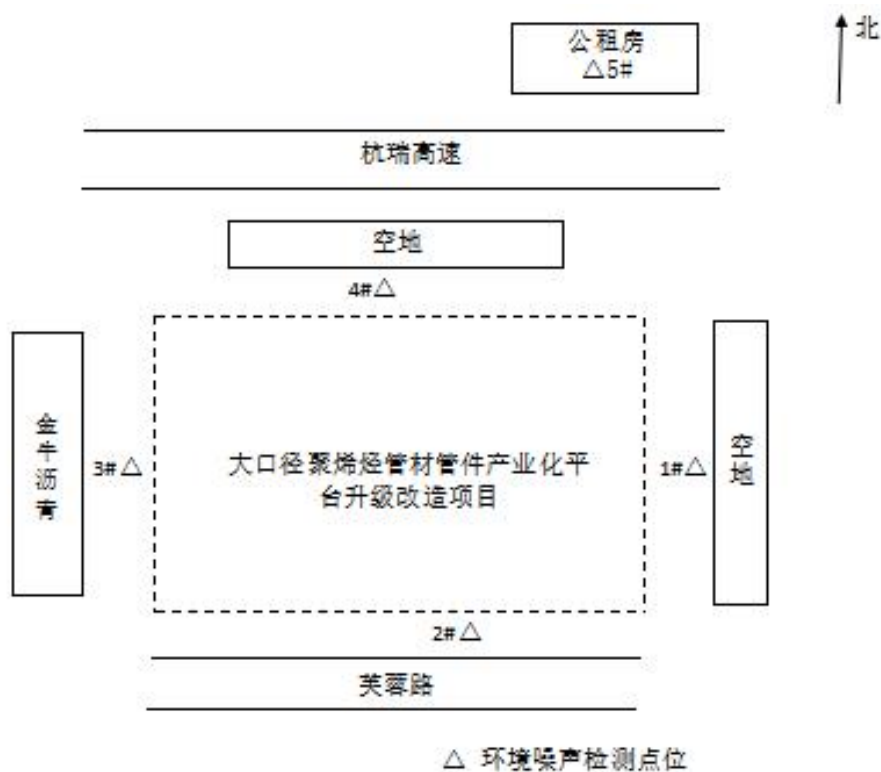 北
公租房
△5#
杭瑞高速
空地
4#△
金牛沥青
3#△
大口径聚烯烃管材管件产业化平
台升级改造项目
1#△
空地
2#△
芙蓉路
△ 环境噪声检测点位